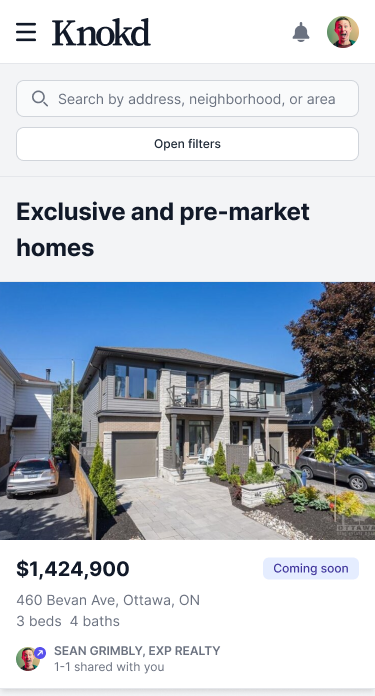 Knokd
Search by address, neighborhood, or area
Open filters
Exclusive and pre-market
homes
OTTAWA
$1,424,900
Coming soon
460 Bevan Ave, Ottawa, ON
3 beds 4 baths
SEAN GRIMBLY, EXP REALTY
1-1 shared with you